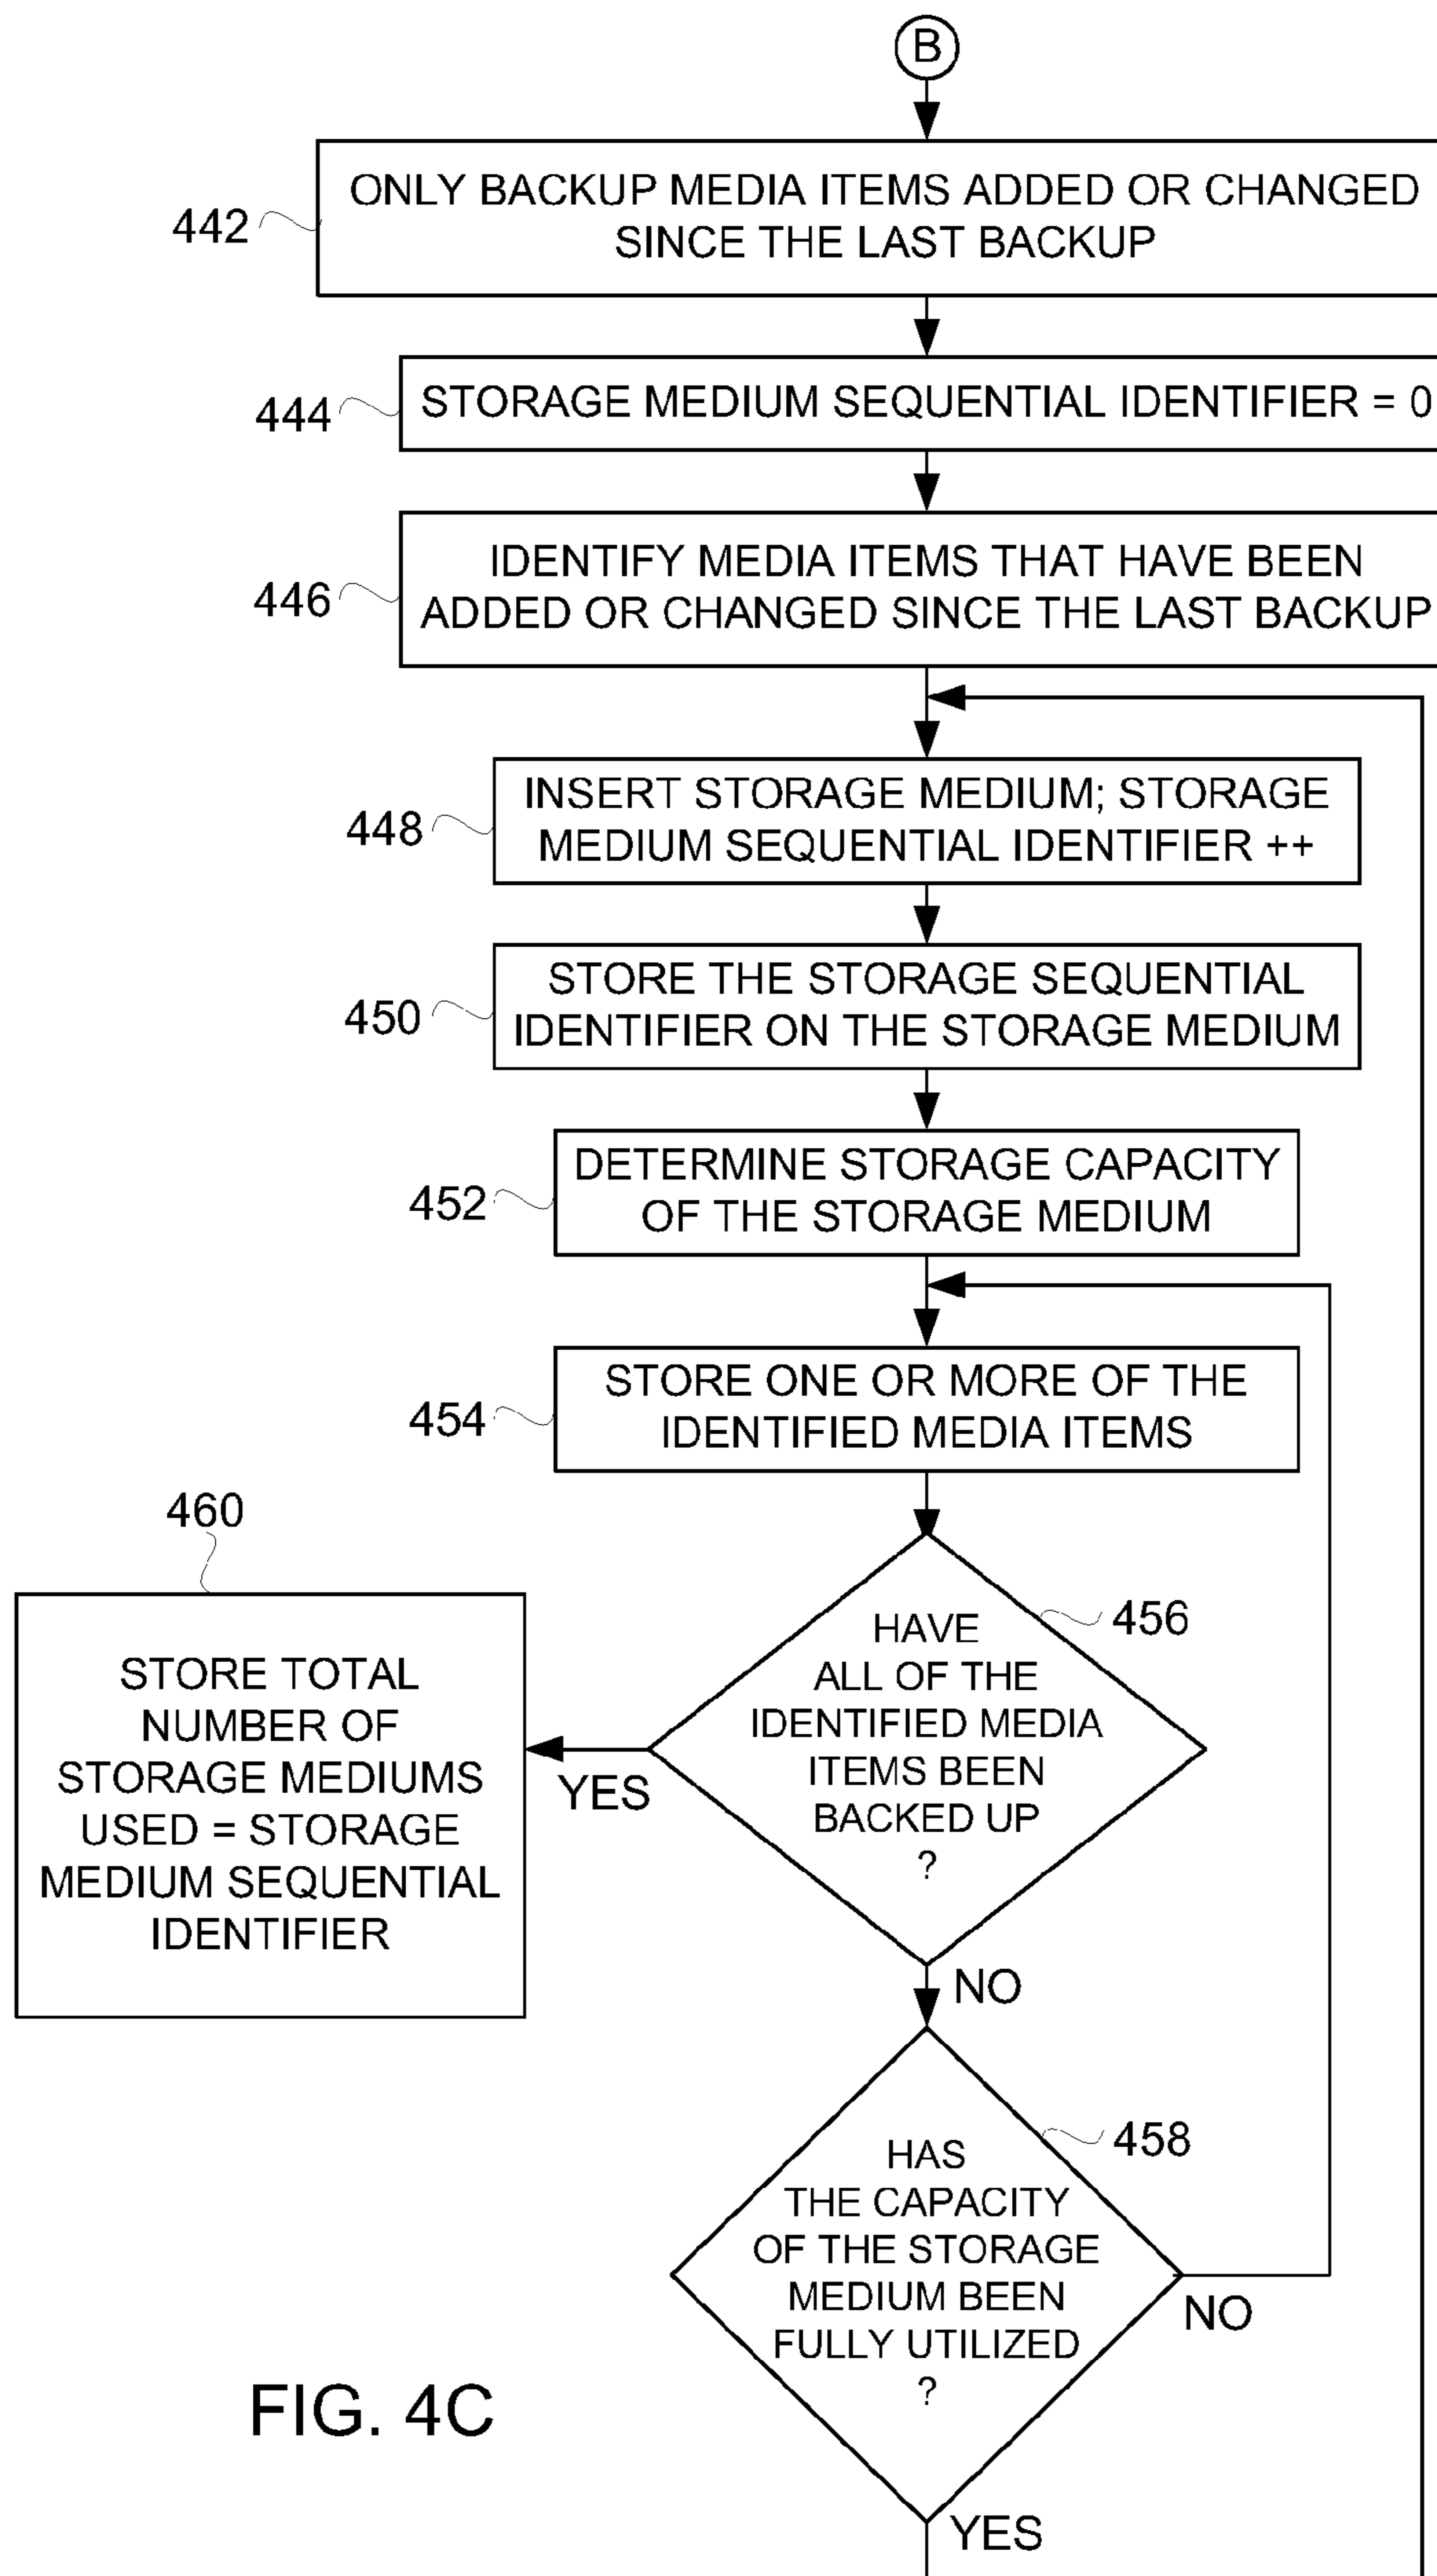 B
ONLY BACKUP MEDIA ITEMS ADDED OR CHANGED
SINCE THE LAST BACKUP
442
STORAGE MEDIUM SEQUENTIAL IDENTIFIER = 0
444
IDENTIFY MEDIA ITEMS THAT HAVE BEEN
ADDED OR CHANGED SINCE THE LAST BACKUP
446
INSERT STORAGE MEDIUM; STORAGE
MEDIUM SEQUENTIAL IDENTIFIER ++
448
STORE THE STORAGE SEQUENTIAL
IDENTIFIER ON THE STORAGE MEDIUM
450
DETERMINE STORAGE CAPACITY
OF THE STORAGE MEDIUM
452
STORE ONE OR MORE OF THE
IDENTIFIED MEDIA ITEMS
454
460
STORE TOTAL
NUMBER OF
STORAGE MEDIUMS
USED = STORAGE
MEDIUM SEQUENTIAL
IDENTIFIER
YES
HAVE
ALL OF THE
IDENTIFIED MEDIA
ITEMS BEEN
BACKED UP
?
456
NO
HAS
THE CAPACITY
OF THE STORAGE
MEDIUM BEEN
FULLY UTILIZED
?
458
NO
YES
FIG. 4C